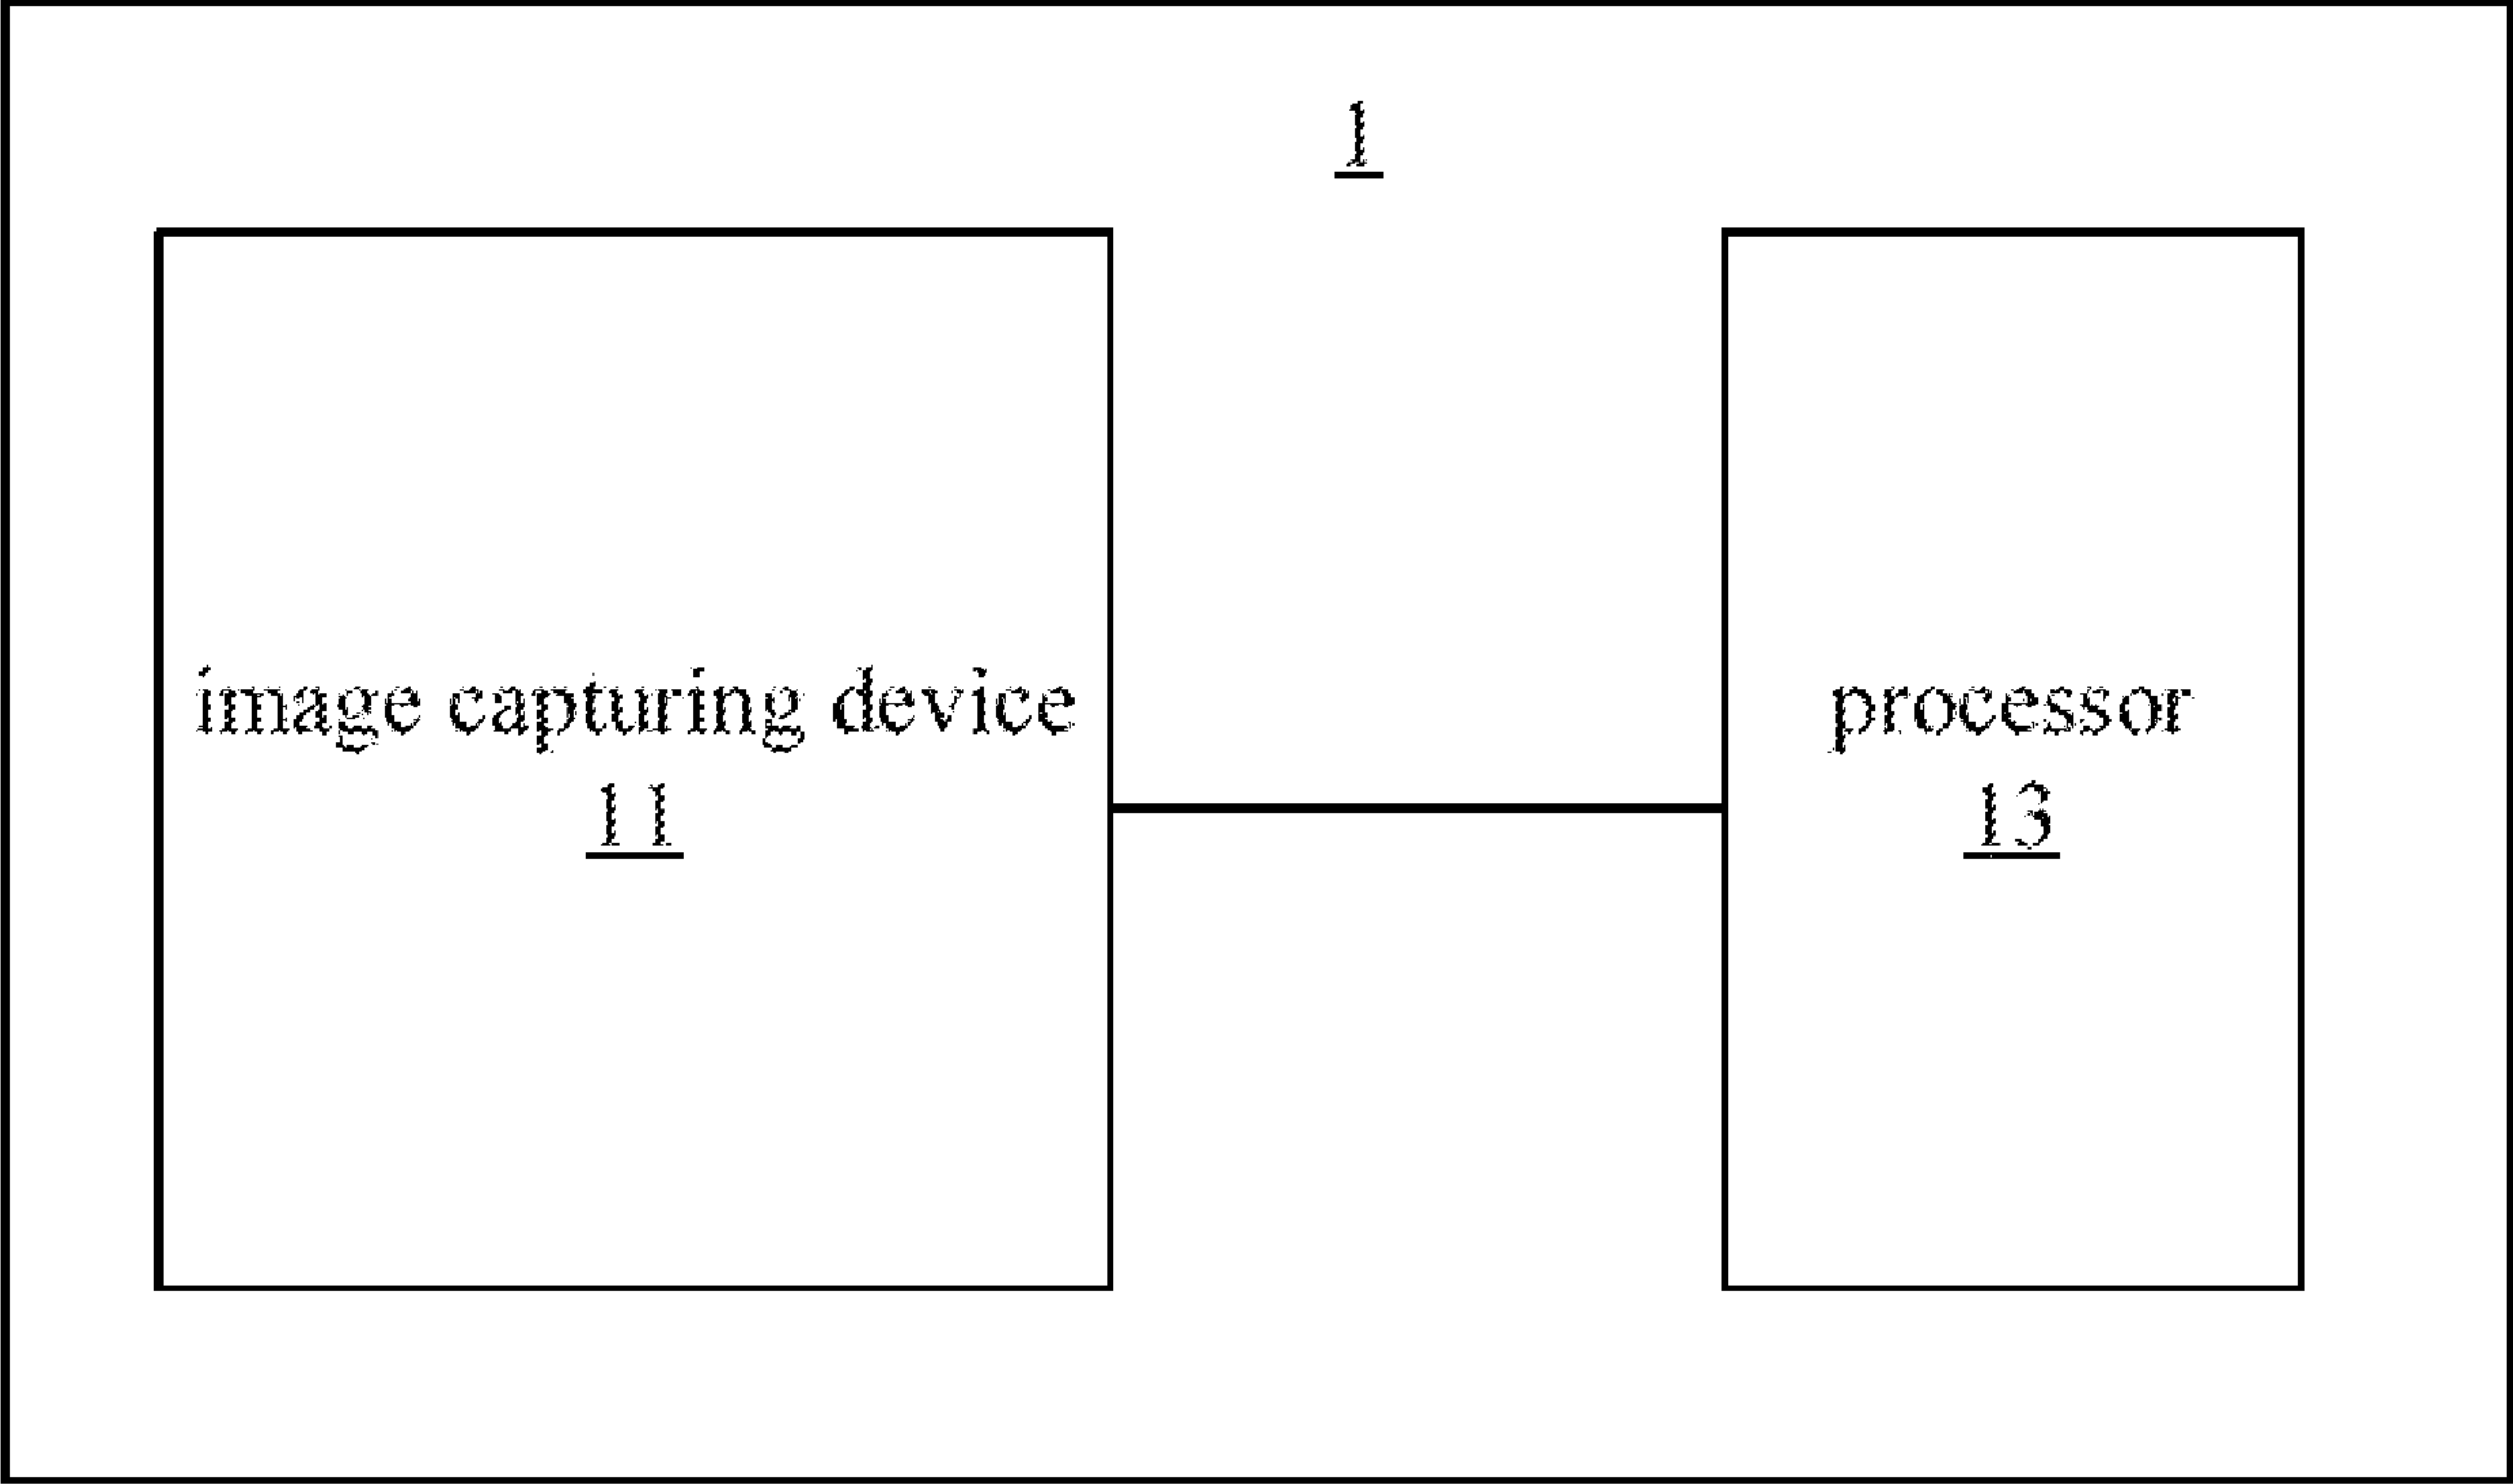 1
image capturing device
11
processor
13